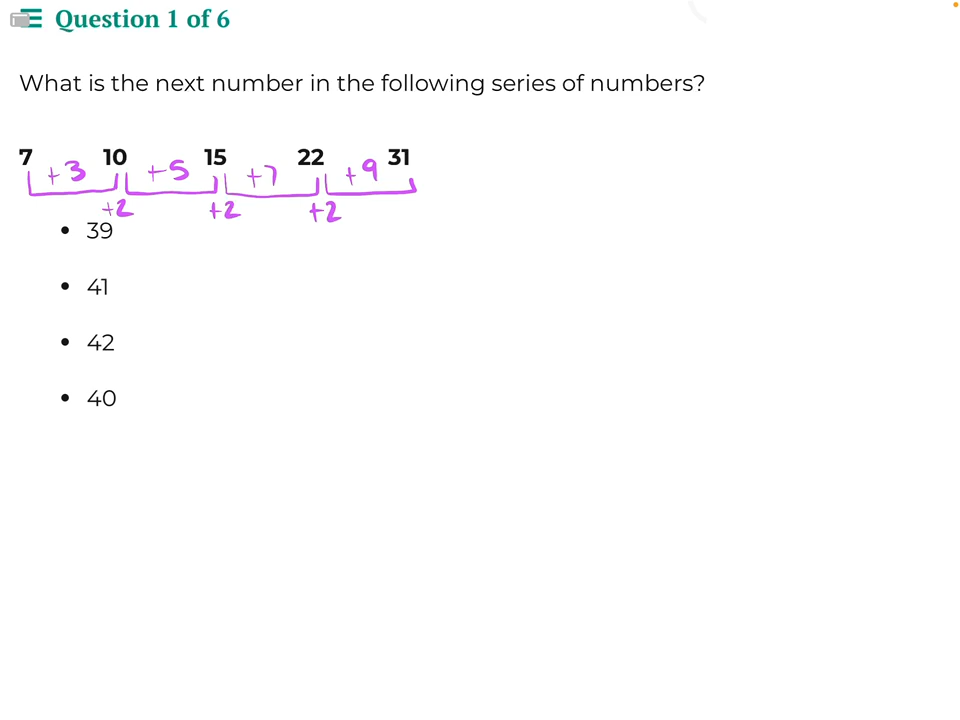 Question 1 of 6
What is the next number in the following series of numbers?
7 10 15 22 31
+3 +5 +7 +9
+2 +2 +2
• 39
• 41
• 42
• 40